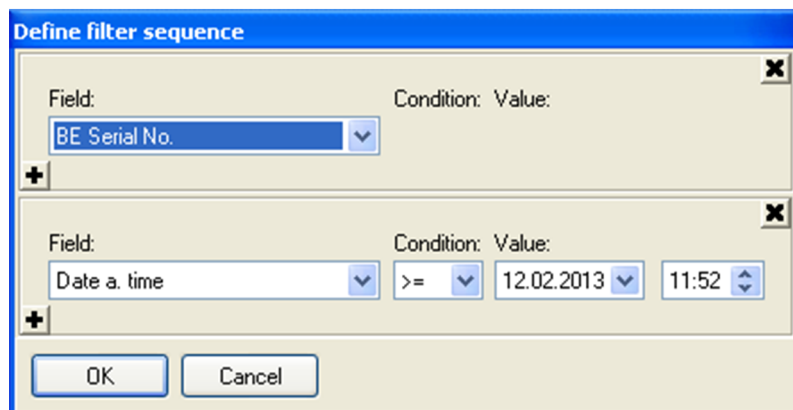 Define filter sequence
Field: Condition: Value:
BE Serial No.
Field: Condition: Value:
Date a. time >= 12.02.2013 11:52
OK Cancel